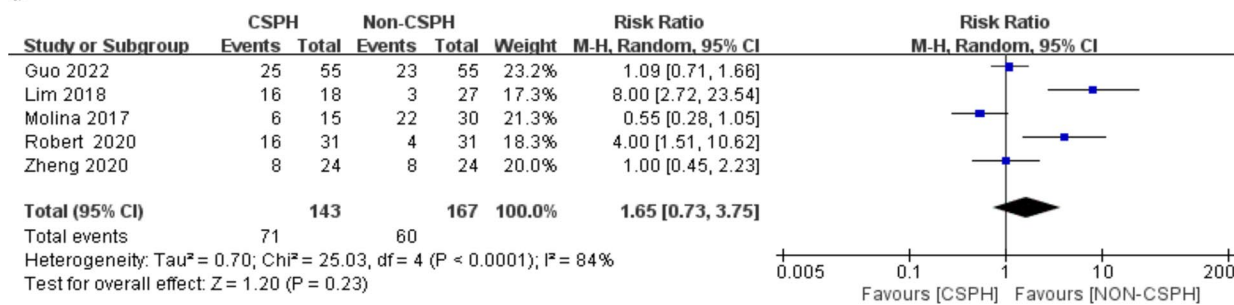 CSPH Non-CSPH Risk Ratio Risk Ratio
Study or Subgroup Events Total Events Total Weight M-H, Random, 95% CI M-H, Random, 95% CI
Guo 2022 25 55 23 55 23.2% 1.09 [0.71, 1.66]
Lim 2018 16 18 3 27 17.3% 8.00 [2.72, 23.54]
Molina 2017 6 15 22 30 21.3% 0.55 [0.28, 1.05]
Robert 2020 16 31 4 31 18.3% 4.00 [1.51, 10.62]
Zheng 2020 8 24 8 24 20.0% 1.00 [0.45, 2.23]
Total (95% CI) 143 167 100.0% 1.65 [0.73, 3.75]
Total events 71 60
Heterogeneity: Tau² = 0.70; Chi² = 25.03, df = 4 (P < 0.0001); I² = 84%
Test for overall effect: Z = 1.20 (P = 0.23)
0.005 0.1 1 10 200
Favours [CSPH] Favours [NON-CSPH]